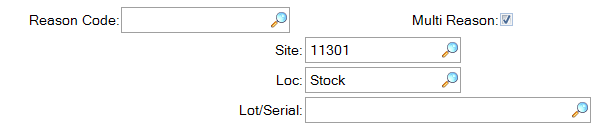 Reason Code: Multi Reason:
Site: 11301
Loc: Stock
Lot/Serial: